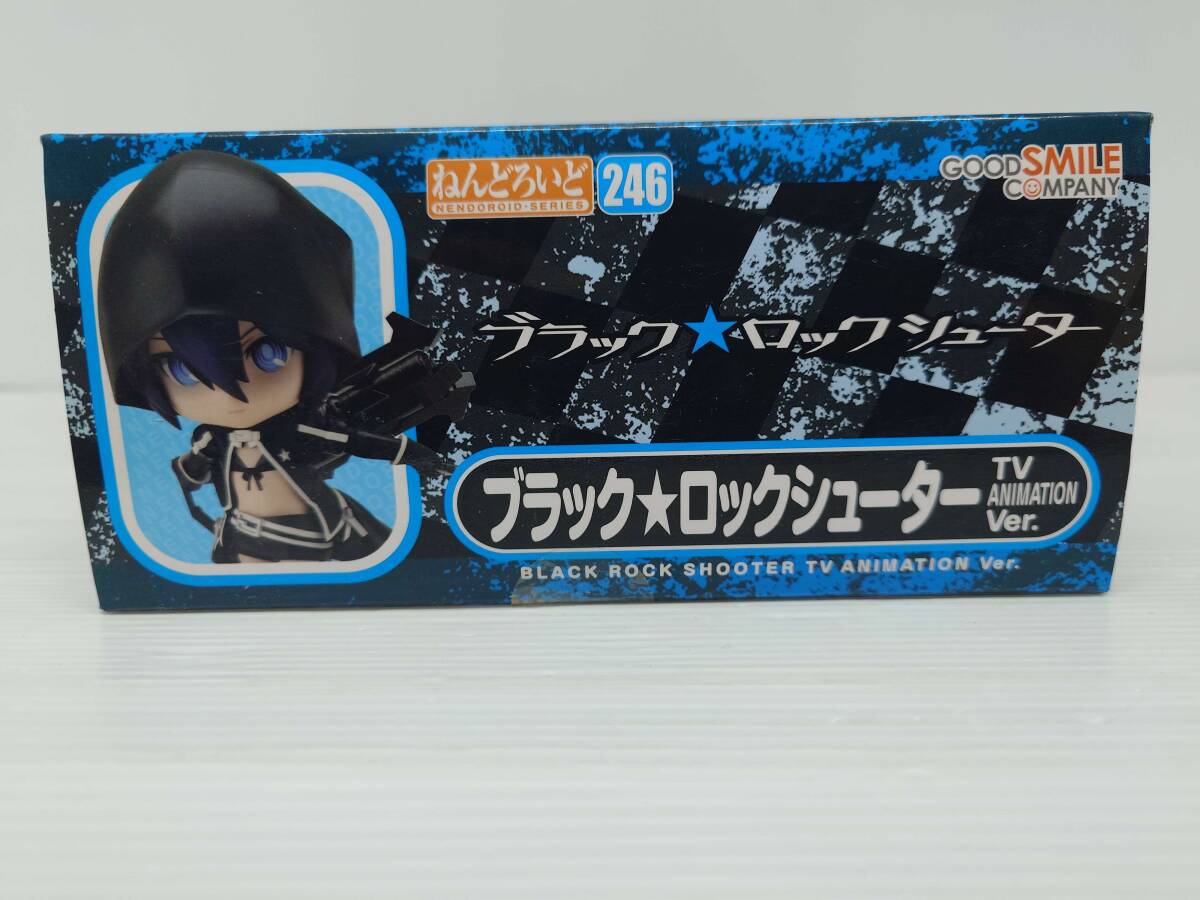 ねんどろいど 246
NENDOROID・SERIES
GOODSMILE
COMPANY
ブラック★ロックシューター
ブラック★ロックシューター TV ANIMATION Ver.
BLACK ROCK SHOOTER TV ANIMATION Ver.